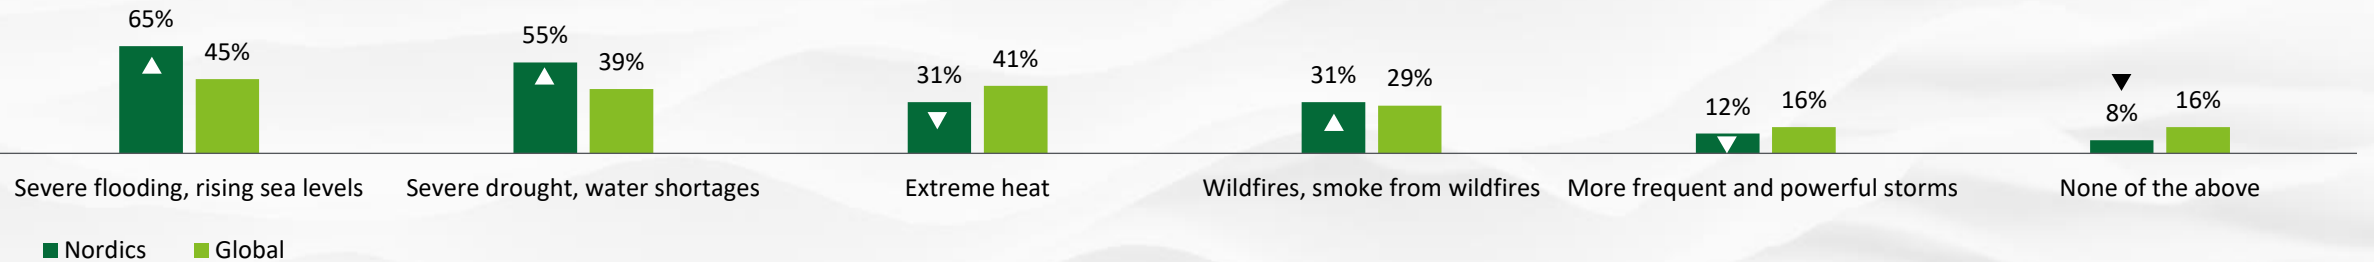 65%
45%
55%
39%
31%
41%
31%
29%
12%
16%
8%
16%
Severe flooding, rising sea levels
Severe drought, water shortages
Extreme heat
Wildfires, smoke from wildfires
More frequent and powerful storms
None of the above
Nordics
Global